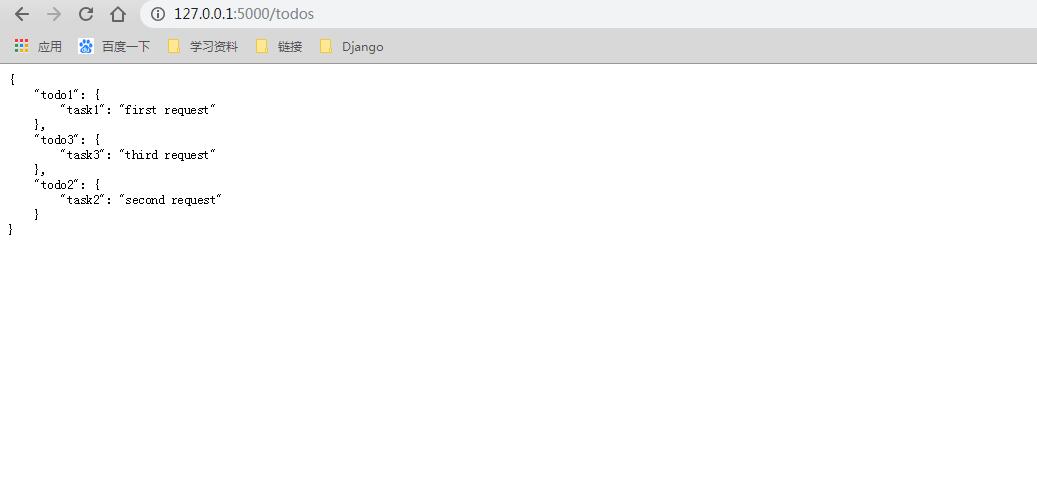 127.0.0.1:5000/todos
应用 百度一下 学习资料 链接 Django
{
    "todo1": {
        "task1": "first request"
    },
    "todo3": {
        "task3": "third request"
    },
    "todo2": {
        "task2": "second request"
    }
}